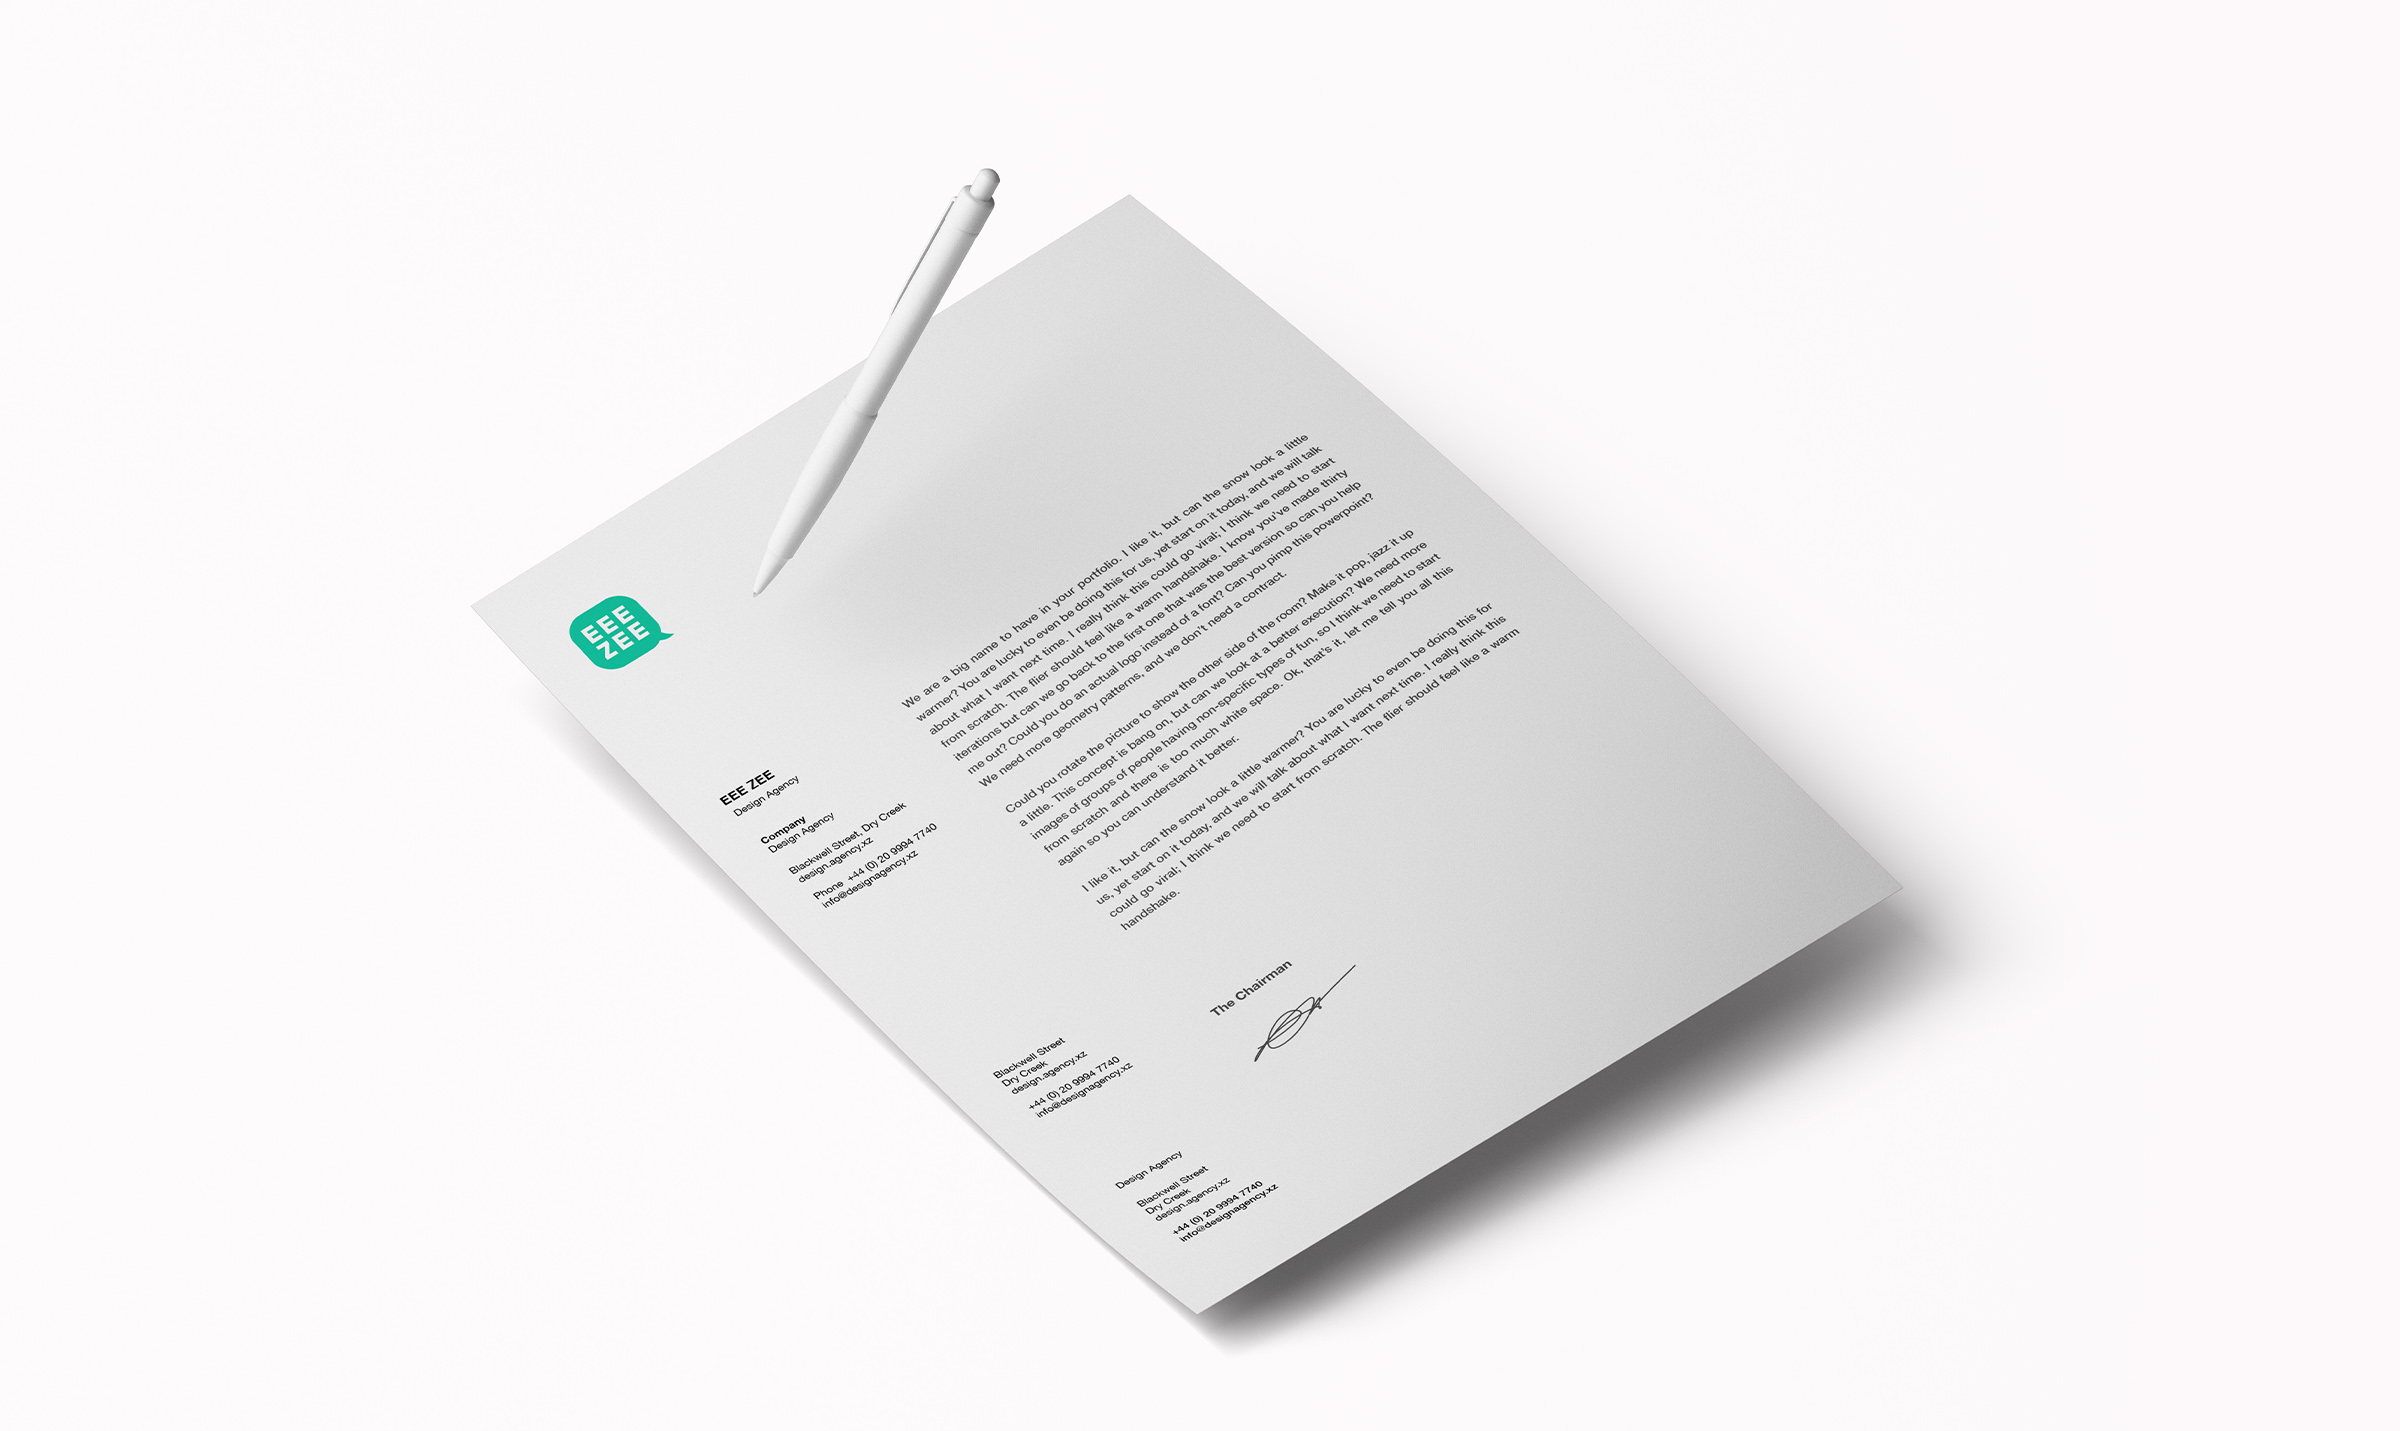 EEE
ZEE
EEE ZEE
Design Agency
Company
Design Agency
Blackwell Street, Dry Creek
design.agency.xz
Phone +44 (0) 20 9994 7740
info@designagency.xz
We are a big name to have in your portfolio. I like it, but can the snow look a little
warmer? You are lucky to even be doing this for us, yet start on it today, and we will talk
about what I want next time. I really think this could go viral; I think we need to start
from scratch. The flier should feel like a warm handshake. I know you've made thirty
iterations but can we go back to the first one that was the best version so can you help
me out? Could you do an actual logo instead of a font? Can you pimp this powerpoint?
We need more geometry patterns, and we don't need a contract.
Could you rotate the picture to show the other side of the room? Make it pop, jazz it up
a little. This concept is bang on, but can we look at a better execution? We need more
images of groups of people having non-specific types of fun, so I think we need to start
from scratch and there is too much white space. Ok, that's it, let me tell you all this
again so you can understand it better.
I like it, but can the snow look a little warmer? You are lucky to even be doing this for
us, yet start on it today, and we will talk about what I want next time. I really think this
could go viral; I think we need to start from scratch. The flier should feel like a warm
handshake.
The Chairman
Blackwell Street
Dry Creek
design.agency.xz
+44 (0) 20 9994 7740
info@designagency.xz
Design Agency
Blackwell Street
Dry Creek
design.agency.xz
+44 (0) 20 9994 7740
info@designagency.xz